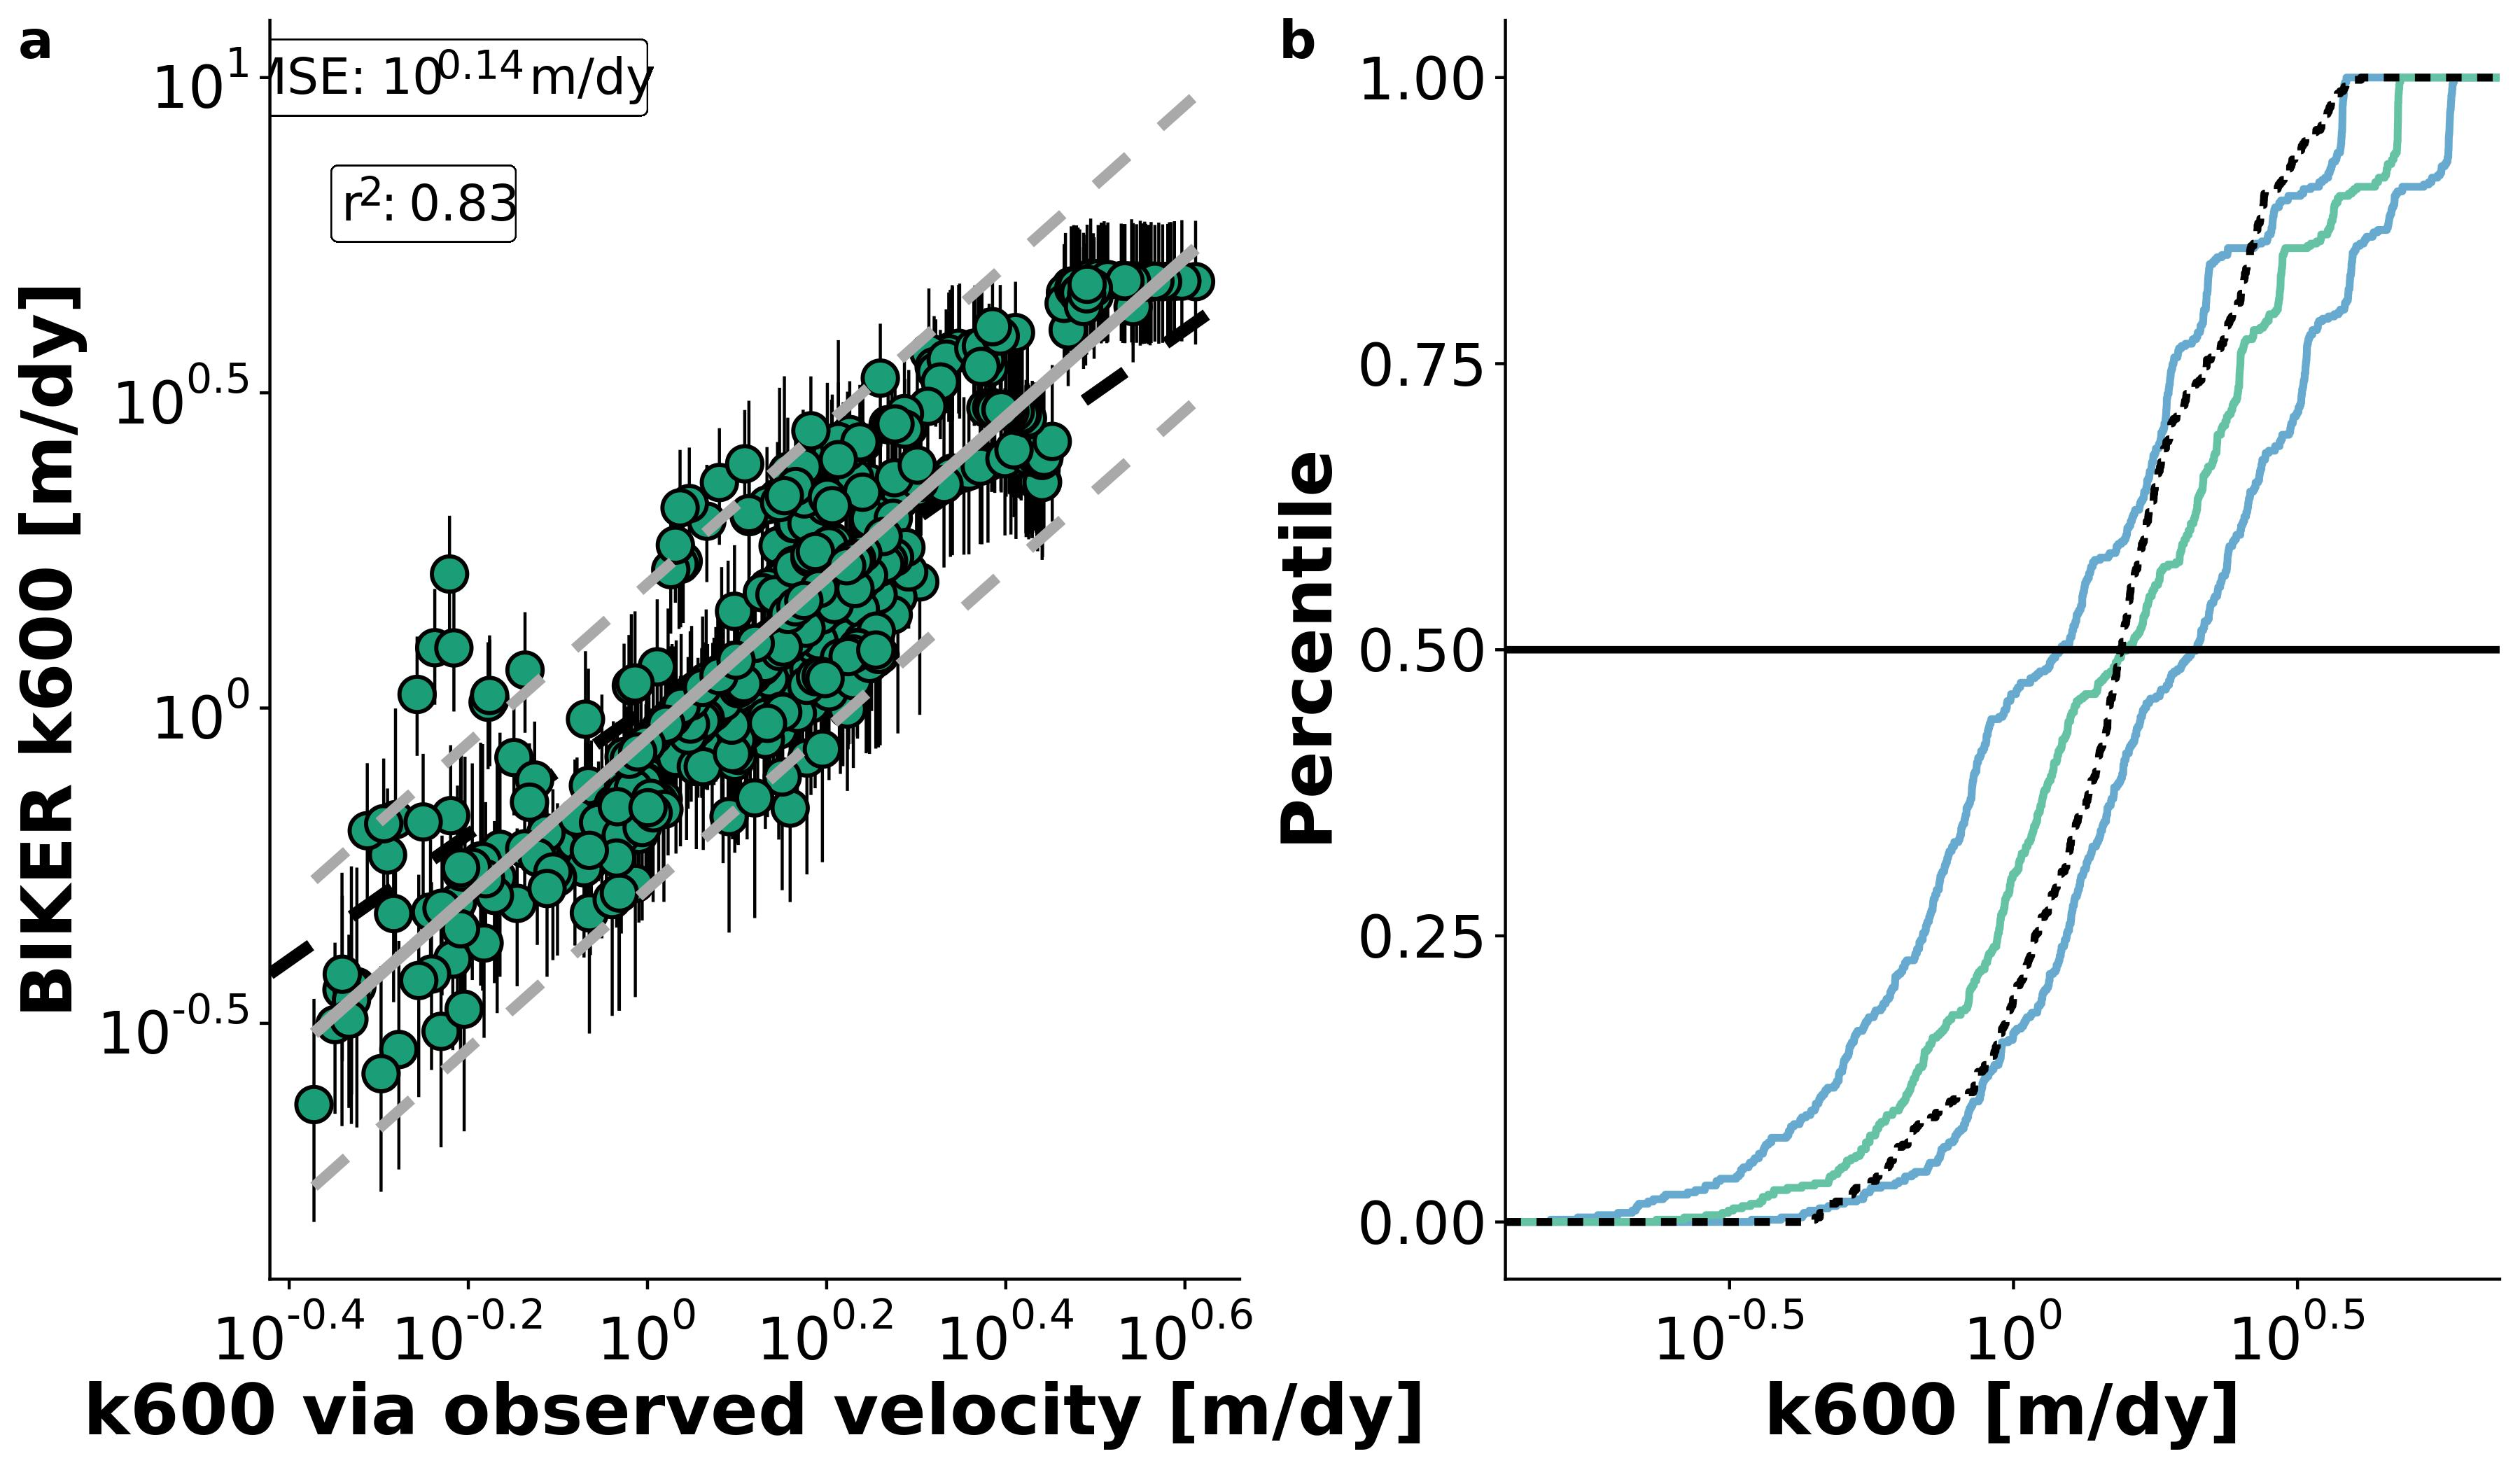 a
ISE: 10^0.14 m/dy
r²: 0.83
BIKER k600 [m/dy]
10^1
10^0.5
10^0
10^-0.5
10^-0.4 10^-0.2 10^0 10^0.2 10^0.4 10^0.6
k600 via observed velocity [m/dy]
b
Percentile
1.00
0.75
0.50
0.25
0.00
10^-0.5 10^0 10^0.5
k600 [m/dy]